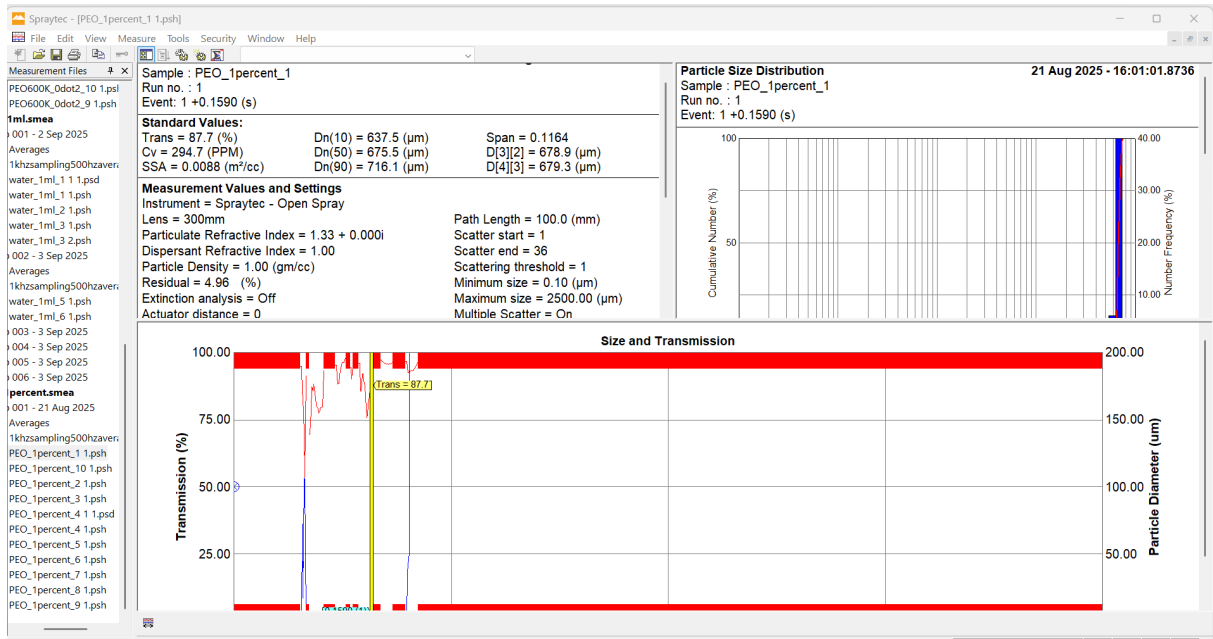 Spraytec - [PEO_1percent_1 1.psh]
File Edit View Measure Tools Security Window Help
Measurement Files
PEO600K_0dot2_10 1.psl
PEO600K_0dot2_9 1.psh
1ml.smea
001 - 2 Sep 2025
Averages
1khzsampling500hzavera
water_1ml_1 1 1.psd
water_1ml_1 1.psh
water_1ml_2 1.psh
water_1ml_3 1.psh
water_1ml_3 2.psh
002 - 3 Sep 2025
Averages
1khzsampling500hzavera
water_1ml_5 1.psh
water_1ml_6 1.psh
003 - 3 Sep 2025
004 - 3 Sep 2025
005 - 3 Sep 2025
006 - 3 Sep 2025
percent.smea
001 - 21 Aug 2025
Averages
1khzsampling500hzavera
PEO_1percent_1 1.psh
PEO_1percent_10 1.psh
PEO_1percent_2 1.psh
PEO_1percent_3 1.psh
PEO_1percent_4 1 1.psd
PEO_1percent_4 1.psh
PEO_1percent_5 1.psh
PEO_1percent_6 1.psh
PEO_1percent_7 1.psh
PEO_1percent_8 1.psh
PEO_1percent_9 1.psh
Sample : PEO_1percent_1
Run no. : 1
Event: 1 +0.1590 (s)
Standard Values:
Trans = 87.7 (%) Dn(10) = 637.5 (µm) Span = 0.1164
Cv = 294.7 (PPM) Dn(50) = 675.5 (µm) D[3][2] = 678.9 (µm)
SSA = 0.0088 (m²/cc) Dn(90) = 716.1 (µm) D[4][3] = 679.3 (µm)
Measurement Values and Settings
Instrument = Spraytec - Open Spray
Lens = 300mm Path Length = 100.0 (mm)
Particulate Refractive Index = 1.33 + 0.000i Scatter start = 1
Dispersant Refractive Index = 1.00 Scatter end = 36
Particle Density = 1.00 (gm/cc) Scattering threshold = 1
Residual = 4.96 (%) Minimum size = 0.10 (µm)
Extinction analysis = Off Maximum size = 2500.00 (µm)
Actuator distance = 0 Multiple Scatter = On
Particle Size Distribution 21 Aug 2025 - 16:01:01.8736
Sample : PEO_1percent_1
Run no. : 1
Event: 1 +0.1590 (s)
100
50
Cumulative Number (%)
40.00
30.00
20.00
10.00
Number Frequency (%)
Size and Transmission
100.00
75.00
50.00
25.00
Transmission (%)
Trans = 87.7
200.00
150.00
100.00
50.00
Particle Diameter (um)